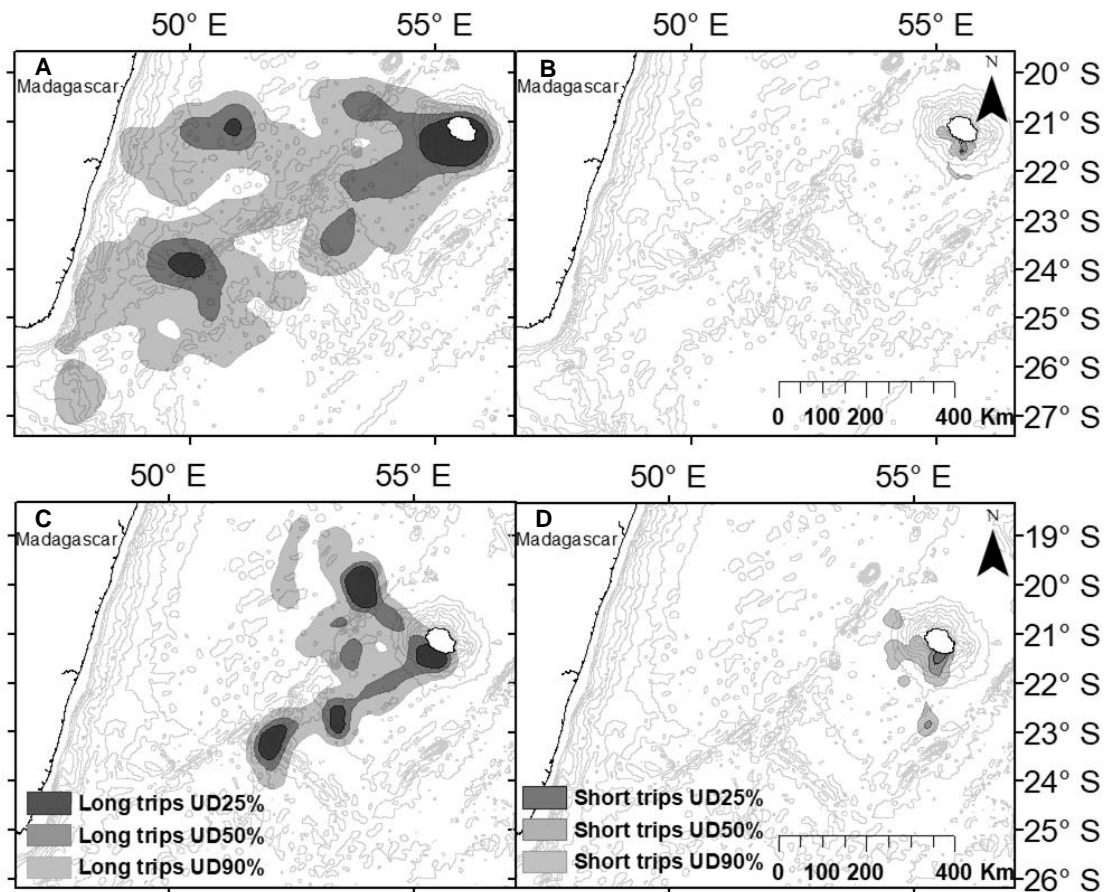 50° E 55° E 50° E 55° E
A B N
Madagascar Madagascar
20° S
21° S
22° S
23° S
24° S
25° S
26° S
0 100 200 400 Km
27° S
50° E 55° E 50° E 55° E
C D N
Madagascar Madagascar
19° S
20° S
21° S
22° S
23° S
24° S
Long trips UD25% Short trips UD25%
Long trips UD50% Short trips UD50%
25° S
Long trips UD90% Short trips UD90%
0 100 200 400 Km
26° S